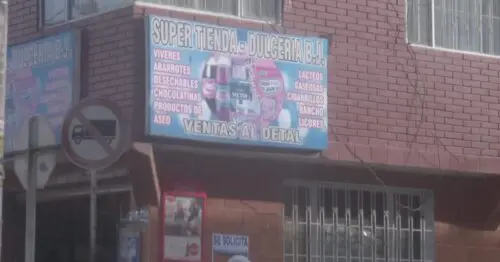 SUPER TIENDA - DULCERIA B.J.
VIVERES
ABARROTES
DESECHABLES
CHOCOLATINAS
PRODUCTOS DE
ASEO
LACTEOS
GASEOSAS
CIGARRILLOS
RANCHO
LICORES
VENTAS AL DETAL
SE SOLICITA